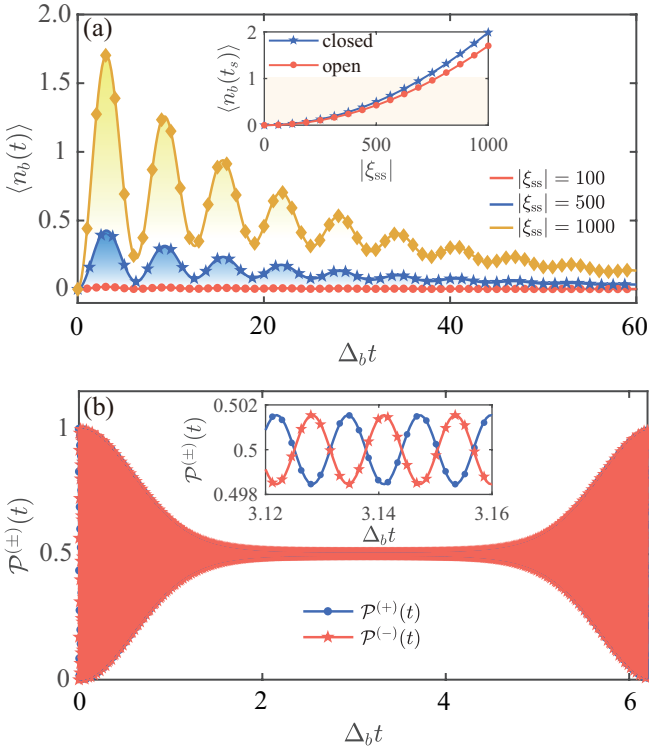 (a)
2.0
1.5
1
0.5
0
⟨n_b(t)⟩
0 20 40 60
Δ_b t
closed
open
2
1
0
⟨n_b(t_s)⟩
0 500 1000
|ξ_ss|
|ξ_ss| = 100
|ξ_ss| = 500
|ξ_ss| = 1000
(b)
1
0.5
0
𝒫^(±)(t)
0 2 4 6
Δ_b t
0.502
0.5
0.498
𝒫^(±)(t)
3.12 3.14 3.16
Δ_b t
𝒫^(+)(t)
𝒫^(−)(t)